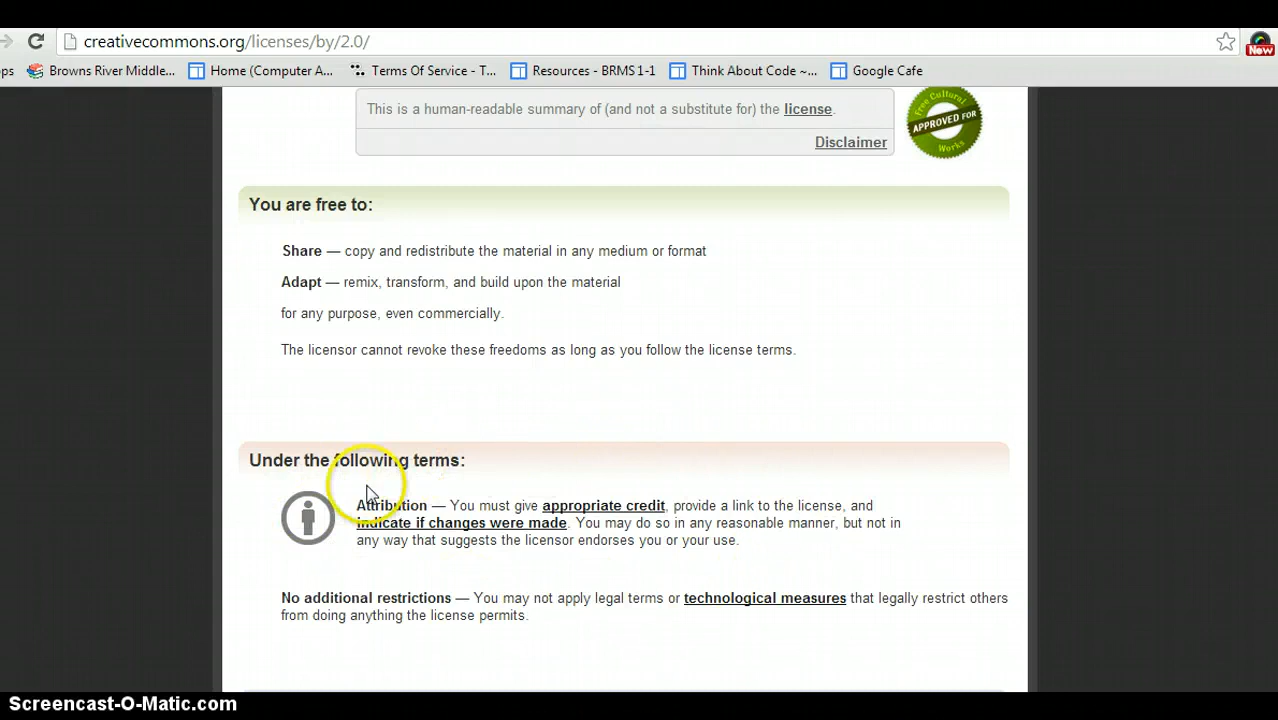 creativecommons.org/licenses/by/2.0/
New
ps Browns River Middle... Home (Computer A... Terms Of Service - T... Resources - BRMS 1-1 Think About Code ~... Google Cafe
This is a human-readable summary of (and not a substitute for) the license.
Disclaimer
Free Cultural
APPROVED FOR
Works
You are free to:
Share — copy and redistribute the material in any medium or format
Adapt — remix, transform, and build upon the material
for any purpose, even commercially.
The licensor cannot revoke these freedoms as long as you follow the license terms.
Under the following terms:
Attribution — You must give appropriate credit, provide a link to the license, and
indicate if changes were made. You may do so in any reasonable manner, but not in
any way that suggests the licensor endorses you or your use.
No additional restrictions — You may not apply legal terms or technological measures that legally restrict others
from doing anything the license permits.
Screencast-O-Matic.com